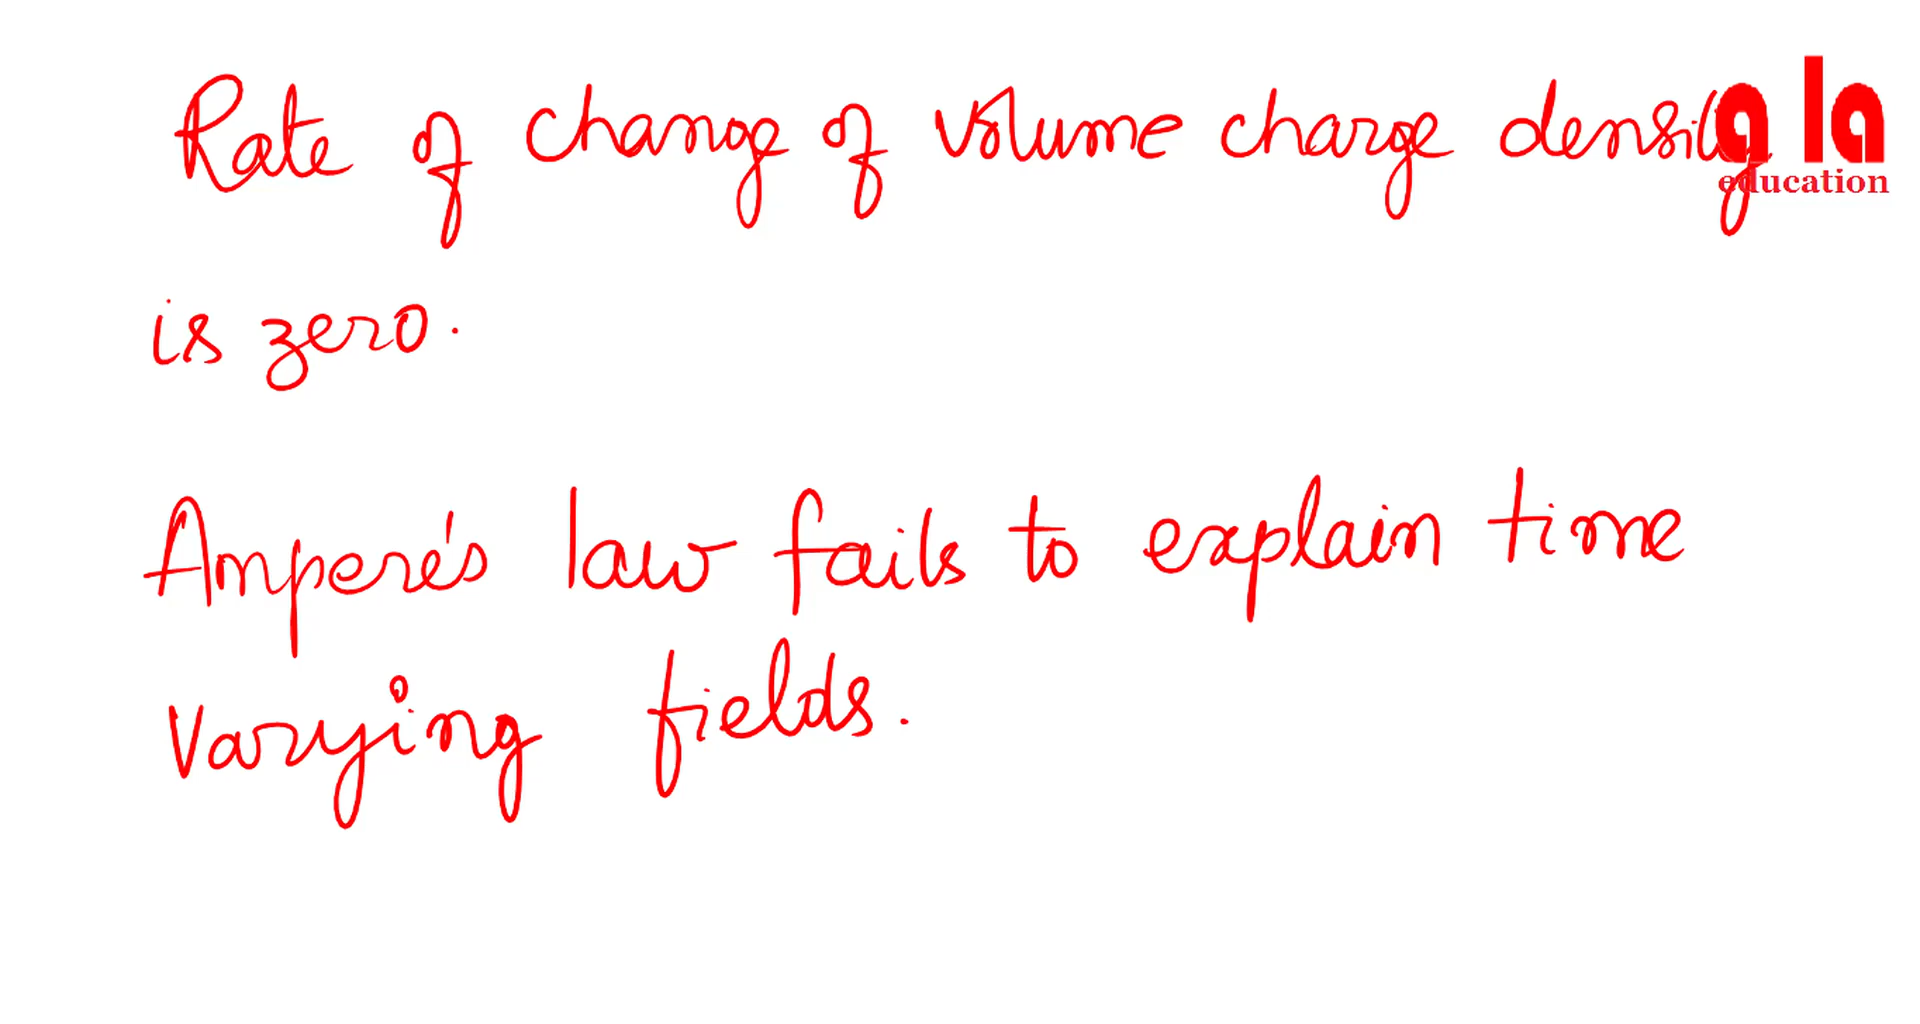 Rate of change of volume charge density
is zero.
Ampere's law fails to explain time
varying fields.
a la
education